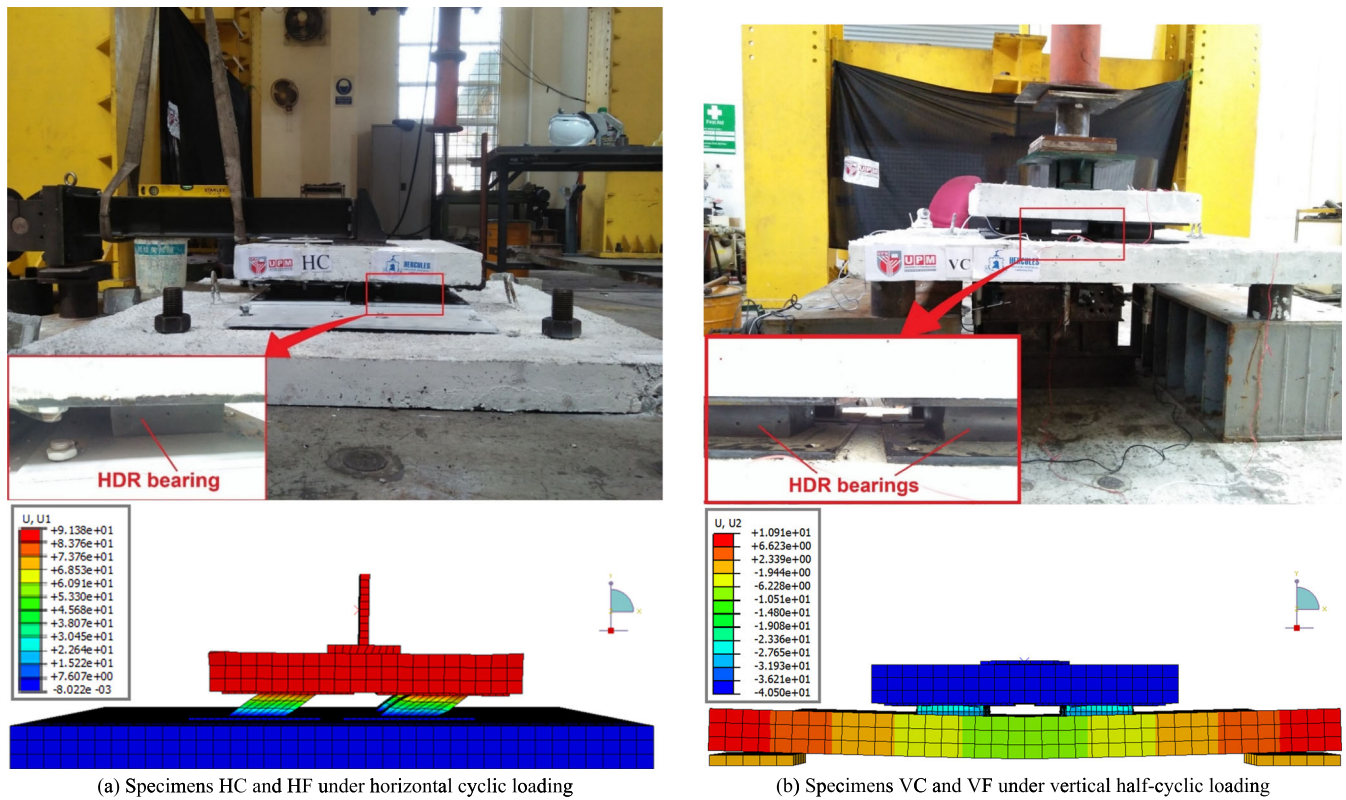 STANLEY
UPM
HC
HERCULES
HDR bearing
First Aid
UPM
UPM
VC
HERCULES
HDR bearings
U, U1
+9.138e+01
+8.376e+01
+7.376e+01
+6.853e+01
+6.091e+01
+5.330e+01
+4.568e+01
+3.807e+01
+3.045e+01
+2.264e+01
+1.522e+01
+7.607e+00
-8.022e -03
Y
X
U, U2
+1.091e+01
+6.623e+00
+2.339e+00
-1.944e+00
-6.228e+00
-1.051e+01
-1.480e+01
-1.908e+01
-2.336e+01
-2.765e+01
-3.193e+01
-3.621e+01
-4.050e+01
Y
X
(a) Specimens HC and HF under horizontal cyclic loading
(b) Specimens VC and VF under vertical half-cyclic loading